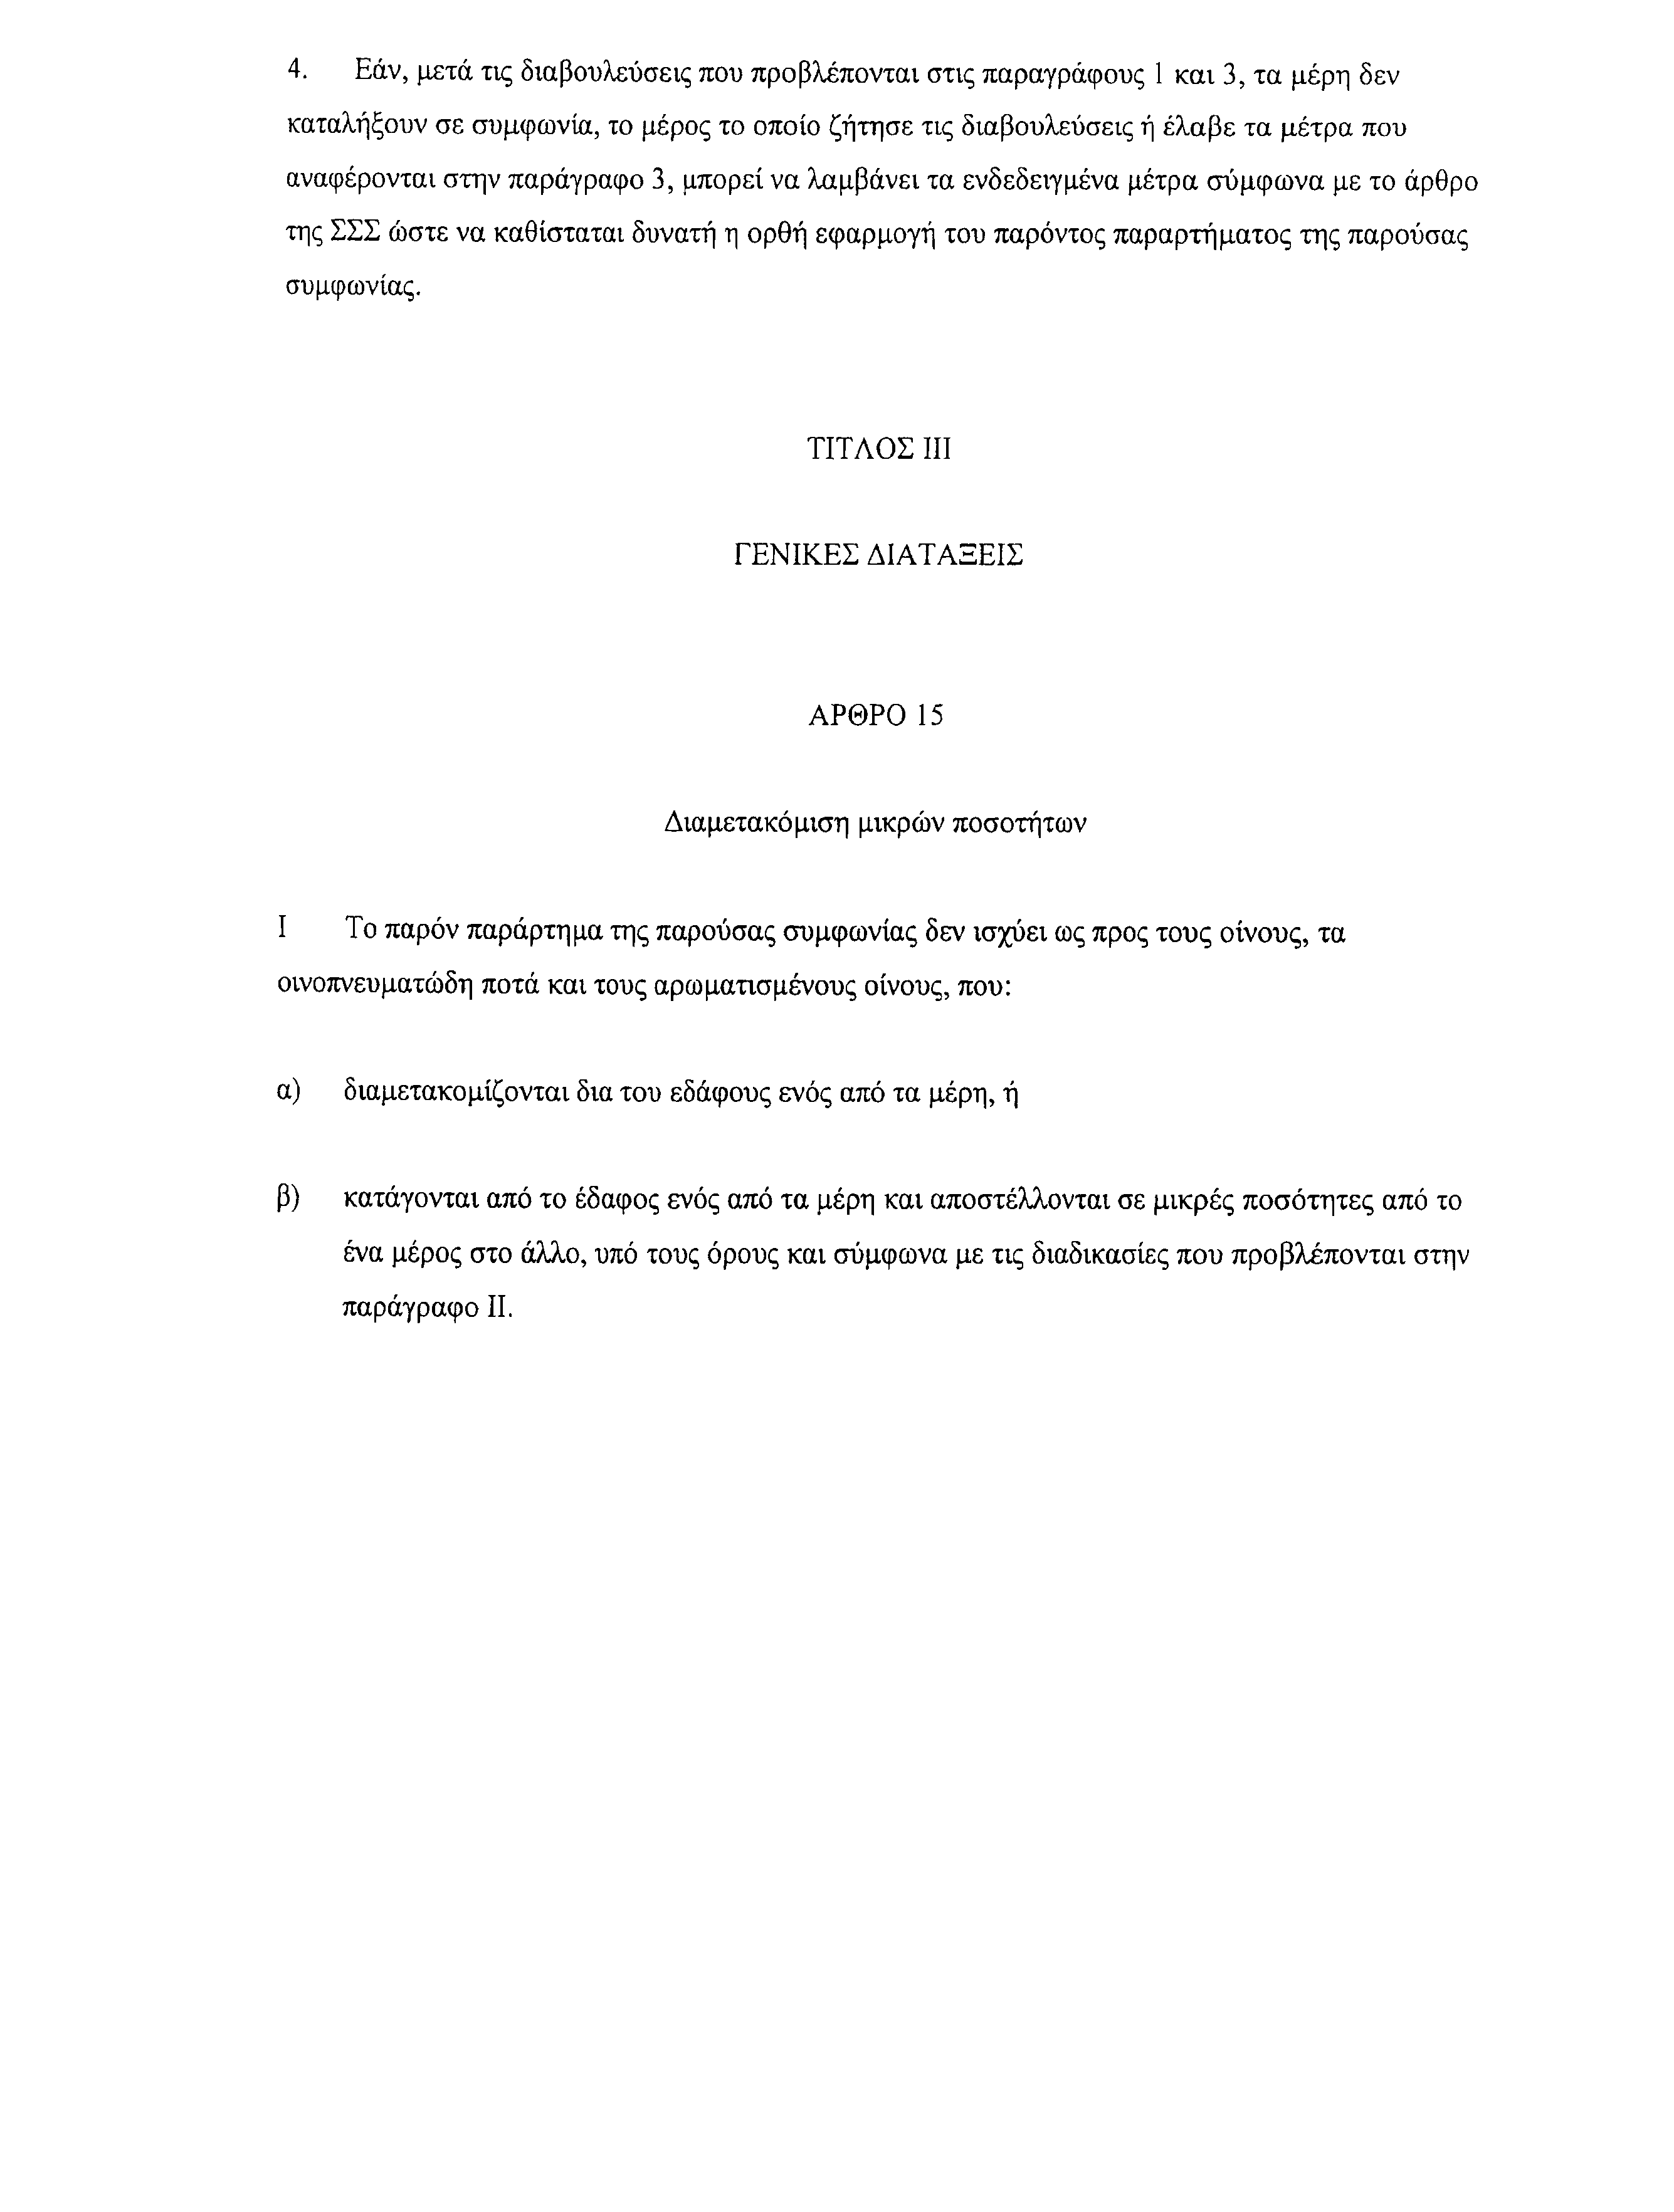 4. Εάν, μετά τις διαβουλεύσεις που προβλέπονται στις παραγράφους 1 και 3, τα μέρη δεν
καταλήξουν σε συμφωνία, το μέρος το οποίο ζήτησε τις διαβουλεύσεις ή έλαβε τα μέτρα που
αναφέρονται στην παράγραφο 3, μπορεί να λαμβάνει τα ενδεδειγμένα μέτρα σύμφωνα με το άρθρο
της ΣΣΣ ώστε να καθίσταται δυνατή η ορθή εφαρμογή του παρόντος παραρτήματος της παρούσας
συμφωνίας.
ΤΙΤΛΟΣ ΙΙΙ
ΓΕΝΙΚΕΣ ΔΙΑΤΑΞΕΙΣ
ΑΡΘΡΟ 15
Διαμετακόμιση μικρών ποσοτήτων
Ι Το παρόν παράρτημα της παρούσας συμφωνίας δεν ισχύει ως προς τους οίνους, τα
οινοπνευματώδη ποτά και τους αρωματισμένους οίνους, που:
α) διαμετακομίζονται δια του εδάφους ενός από τα μέρη, ή
β) κατάγονται από το έδαφος ενός από τα μέρη και αποστέλλονται σε μικρές ποσότητες από το
ένα μέρος στο άλλο, υπό τους όρους και σύμφωνα με τις διαδικασίες που προβλέπονται στην
παράγραφο ΙΙ.